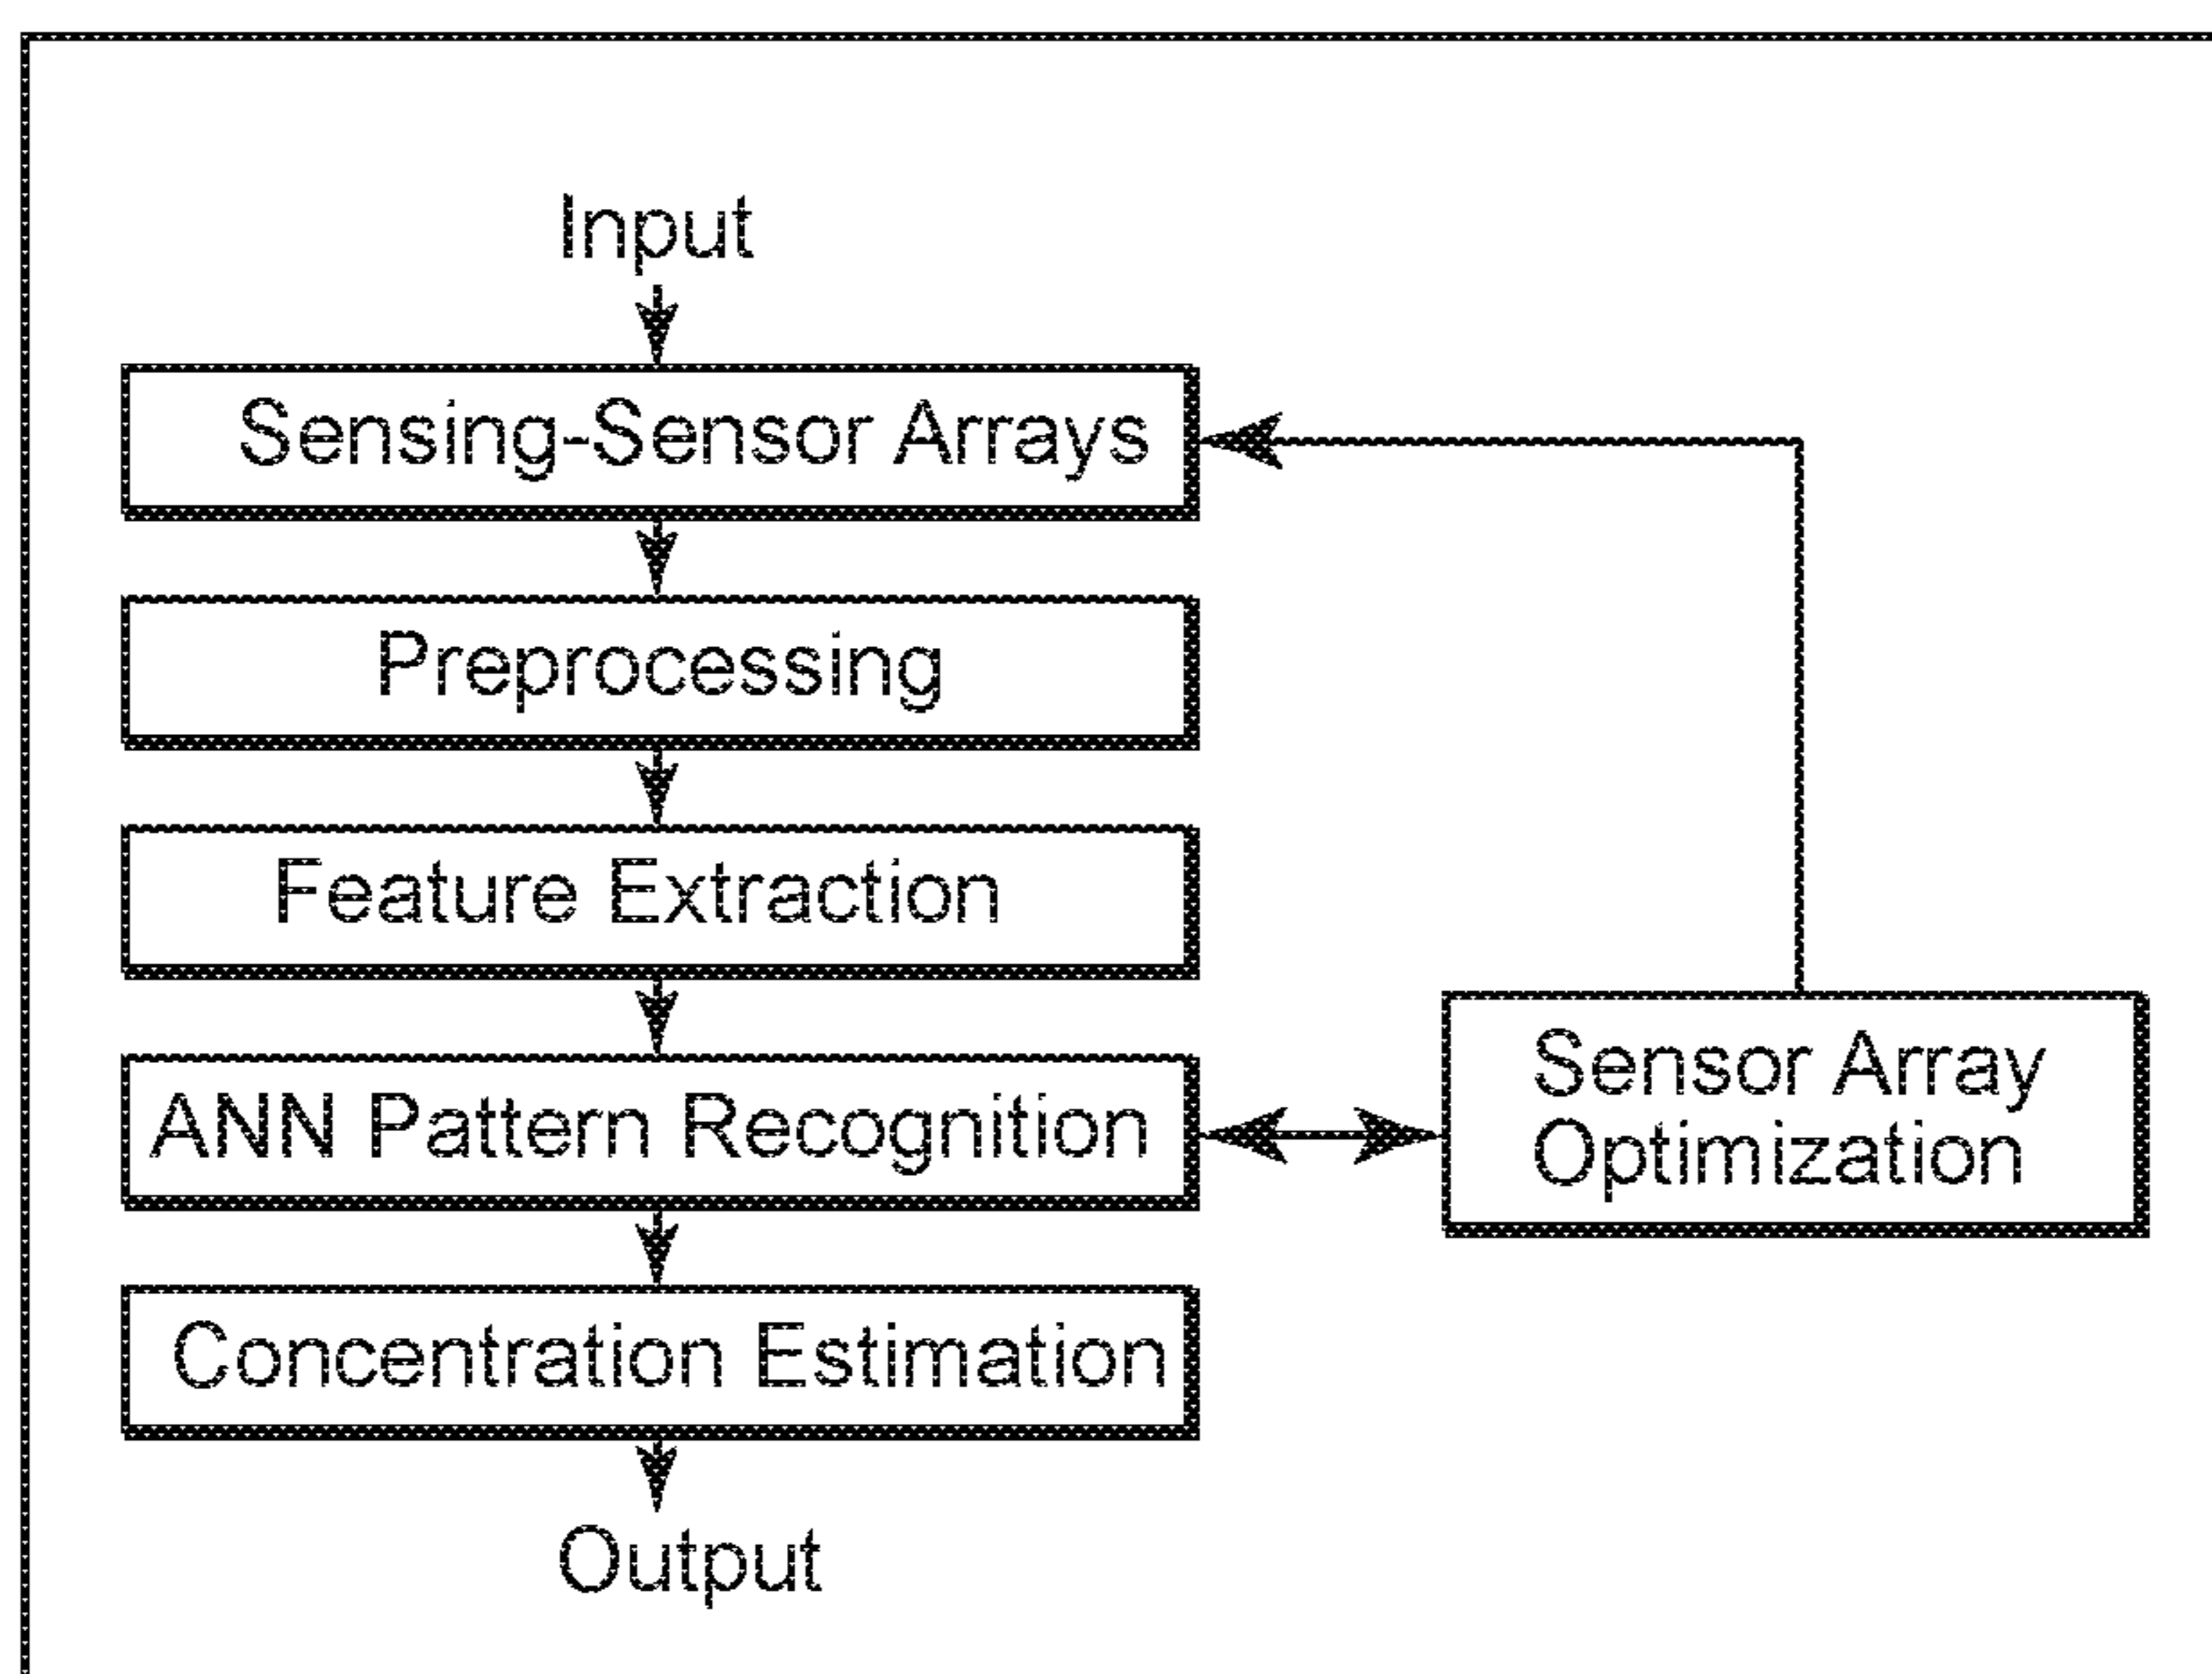 Input
Sensing-Sensor Arrays
Preprocessing
Feature Extraction
ANN Pattern Recognition
Sensor Array
Optimization
Concentration Estimation
Output